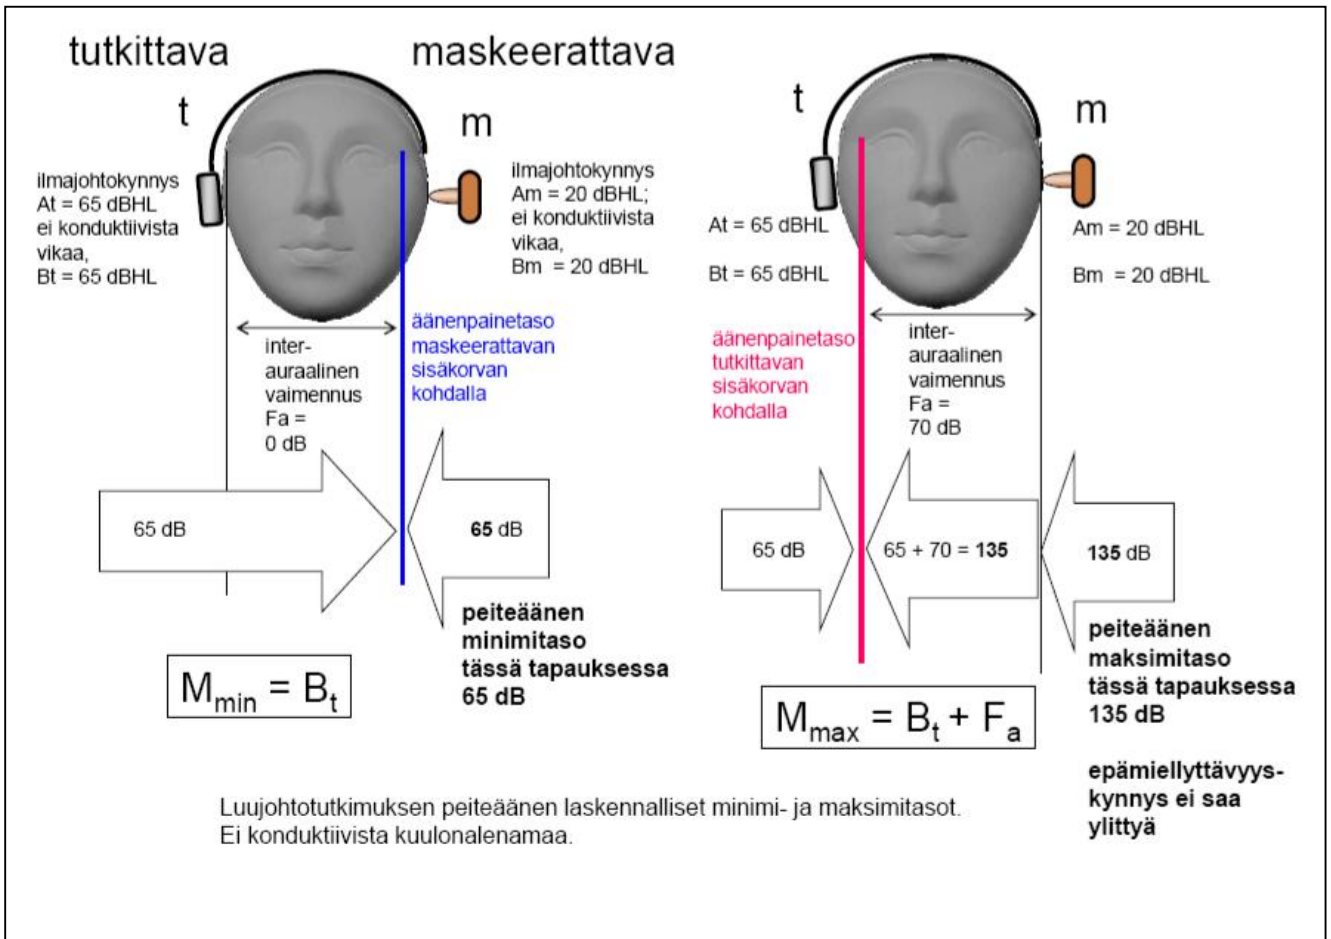 tutkittava
maskeerattava
t
m
ilmajohtokynnys
At = 65 dBHL
ei konduktiivista
vikaa,
Bt = 65 dBHL
ilmajohtokynnys
Am = 20 dBHL;
ei konduktiivista
vikaa,
Bm = 20 dBHL
inter-
auraalinen
vaimennus
Fa =
0 dB
äänenpainetaso
maskeerattavan
sisäkorvan
kohdalla
65 dB
65 dB
peiteäänen
minimitaso
tässä tapauksessa
65 dB
Mmin = Bt
t
m
At = 65 dBHL
Bt = 65 dBHL
Am = 20 dBHL
Bm = 20 dBHL
äänenpainetaso
tutkittavan
sisäkorvan
kohdalla
inter-
auraalinen
vaimennus
Fa =
70 dB
65 dB
65 + 70 = 135
135 dB
peiteäänen
maksimitaso
tässä tapauksessa
135 dB
Mmax = Bt + Fa
epämiellyttävyys-
kynnys ei saa
ylittyä
Luujohtotutkimuksen peiteäänen laskennalliset minimi- ja maksimitasot.
Ei konduktiivista kuulonalenamaa.